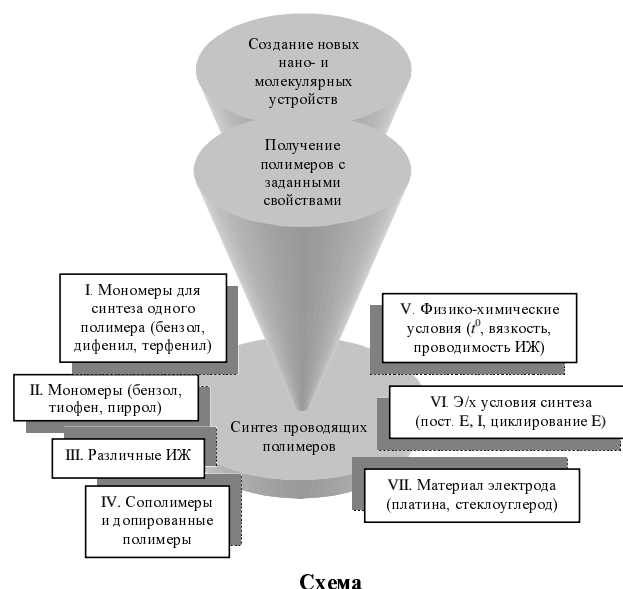 Создание новых
нано- и
молекулярных
устройств
Получение
полимеров с
заданными
свойствами
I. Мономеры для
синтеза одного
полимера (бензол,
дифенил, терфенил)
II. Мономеры (бензол,
тиофен, пиррол)
III. Различные ИЖ
IV. Сополимеры
и допированные
полимеры
Синтез проводящих
полимеров
V. Физико-химические
условия (t⁰, вязкость,
проводимость ИЖ)
VI. Э/х условия синтеза
(пост. E, I, циклирование E)
VII. Материал электрода
(платина, стеклоуглерод)
Схема